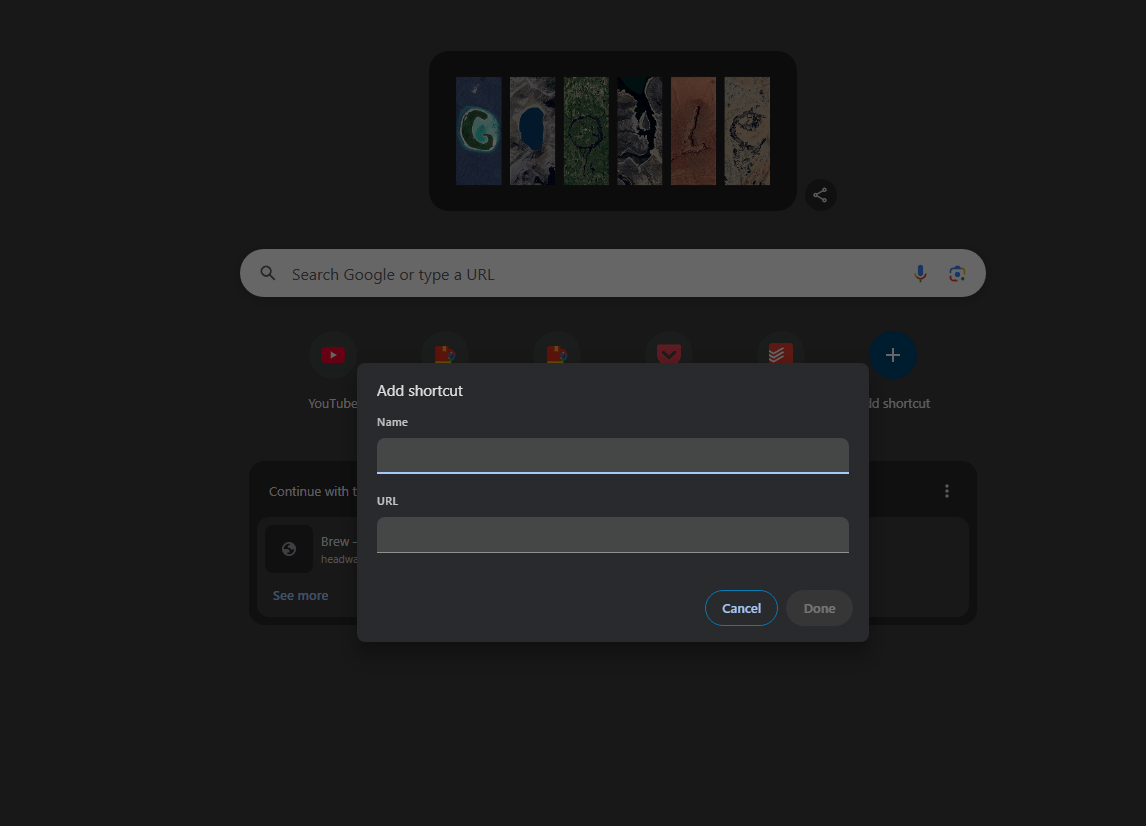 Google
Search Google or type a URL
YouTube
dd shortcut
Add shortcut
Name
URL
Continue with t
Brew –
headwa
See more
Cancel
Done